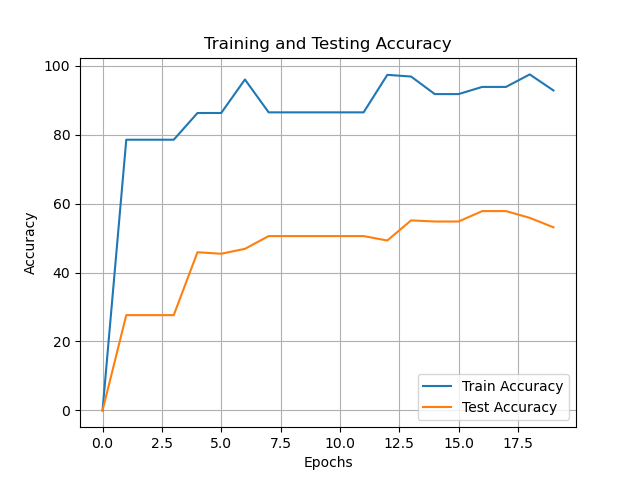 Training and Testing Accuracy
100
80
60
40
20
0
Accuracy
0.0 2.5 5.0 7.5 10.0 12.5 15.0 17.5
Epochs
Train Accuracy
Test Accuracy